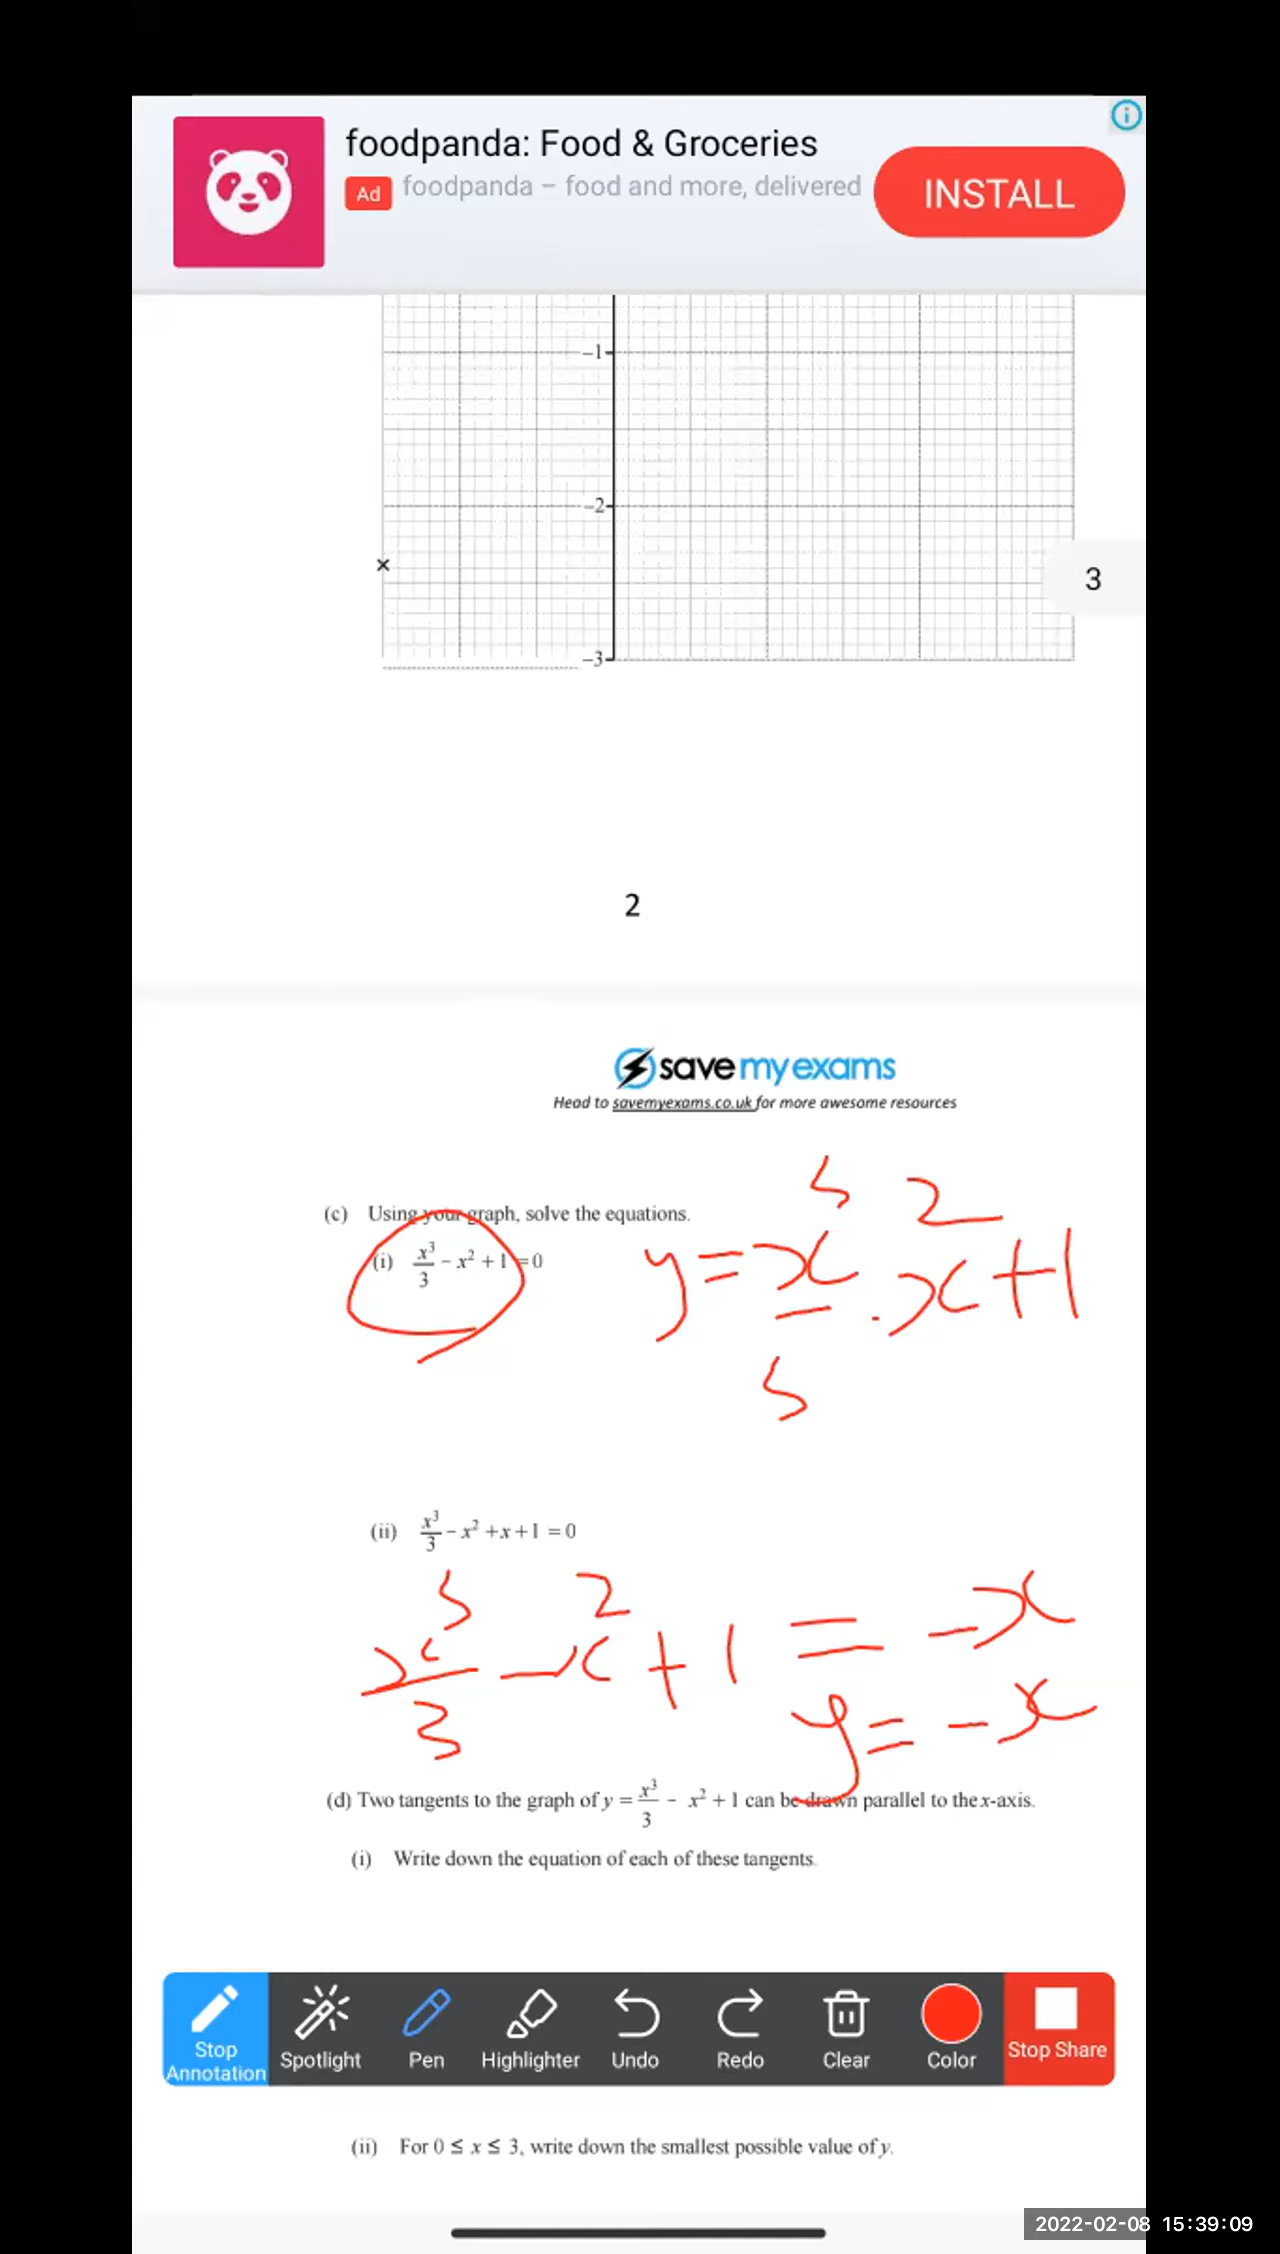 foodpanda: Food & Groceries
Ad foodpanda – food and more, delivered
INSTALL
-1
-2
×
3
-3
2
save my exams
Head to savemyexams.co.uk for more awesome resources
(c) Using your graph, solve the equations.
(i) x³/3 - x² + 1 = 0
y = x³/3 - x² + 1
(ii) x³/3 - x² + x + 1 = 0
x³/3 - x² + 1 = -x
y = -x
(d) Two tangents to the graph of y = x³/3 - x² + 1 can be drawn parallel to the x-axis.
(i) Write down the equation of each of these tangents.
Stop Annotation Spotlight Pen Highlighter Undo Redo Clear Color Stop Share
(ii) For 0 ≤ x ≤ 3, write down the smallest possible value of y.
2022-02-08 15:39:09